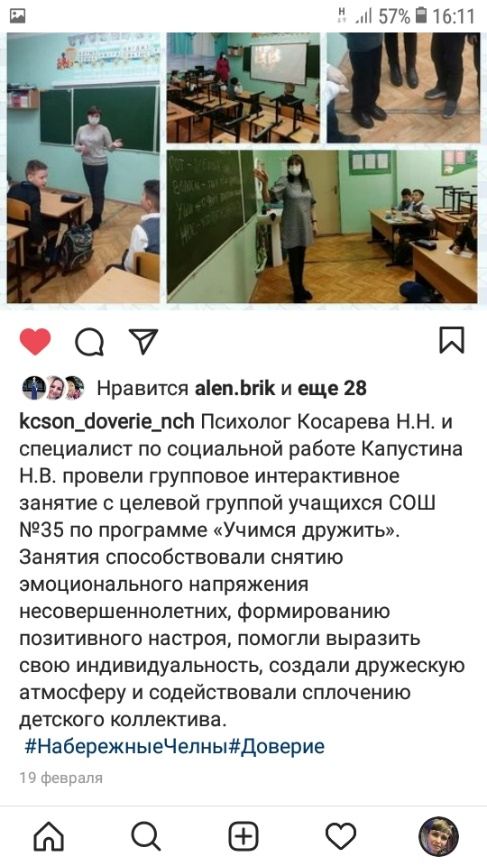 57% 16:11
Нравится alen.brik и еще 28
kcson_doverie_nch Психолог Косарева Н.Н. и
специалист по социальной работе Капустина
Н.В. провели групповое интерактивное
занятие с целевой группой учащихся СОШ
№35 по программе «Учимся дружить».
Занятия способствовали снятию
эмоционального напряжения
несовершеннолетних, формированию
позитивного настроя, помогли выразить
свою индивидуальность, создали дружескую
атмосферу и содействовали сплочению
детского коллектива.
#НабережныеЧелны#Доверие
19 февраля